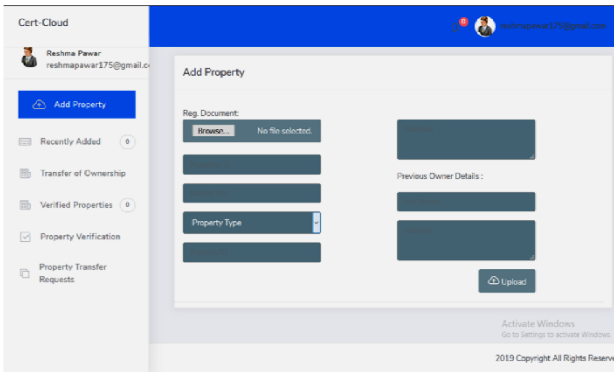 Cert-Cloud
reshmapawar175@gmail.com
Reshma Pawar
reshmapawar175@gmail.co
Add Property
Add Property
Recently Added 0
Transfer of Ownership
Verified Properties 0
Property Verification
Property Transfer
Requests
Reg. Document:
Browse... No file selected.
Property Type
Previous Owner Details :
Upload
Activate Windows
Go to Settings to activate Windows.
2019 Copyright All Rights Reserve